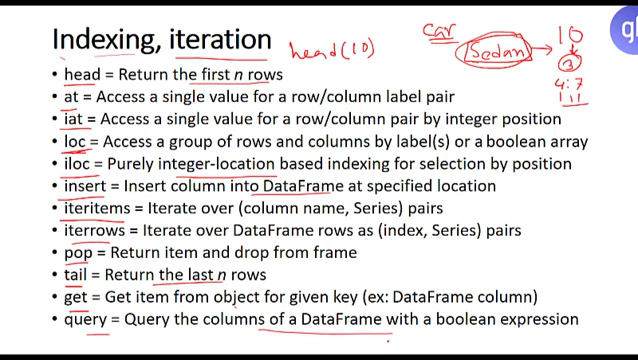 Indexing, iteration
head(10)
car
Sedan
10
3
4:7
g
• head = Return the first n rows
• at = Access a single value for a row/column label pair
• iat = Access a single value for a row/column pair by integer position
• loc = Access a group of rows and columns by label(s) or a boolean array
• iloc = Purely integer-location based indexing for selection by position
• insert = Insert column into DataFrame at specified location
• iteritems = Iterate over (column name, Series) pairs
• iterrows = Iterate over DataFrame rows as (index, Series) pairs
• pop = Return item and drop from frame
• tail = Return the last n rows
• get = Get item from object for given key (ex: DataFrame column)
• query = Query the columns of a DataFrame with a boolean expression